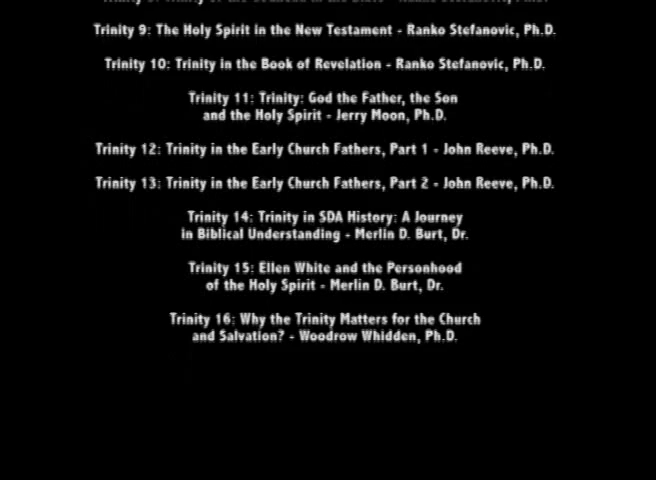 Trinity 9: The Holy Spirit in the New Testament - Ranko Stefanovic, Ph.D.
Trinity 10: Trinity in the Book of Revelation - Ranko Stefanovic, Ph.D.
Trinity 11: Trinity: God the Father, the Son
and the Holy Spirit - Jerry Moon, Ph.D.
Trinity 12: Trinity in the Early Church Fathers, Part 1 - John Reeve, Ph.D.
Trinity 13: Trinity in the Early Church Fathers, Part 2 - John Reeve, Ph.D.
Trinity 14: Trinity in SDA History: A Journey
in Biblical Understanding - Merlin D. Burt, Dr.
Trinity 15: Ellen White and the Personhood
of the Holy Spirit - Merlin D. Burt, Dr.
Trinity 16: Why the Trinity Matters for the Church
and Salvation? - Woodrow Whidden, Ph.D.